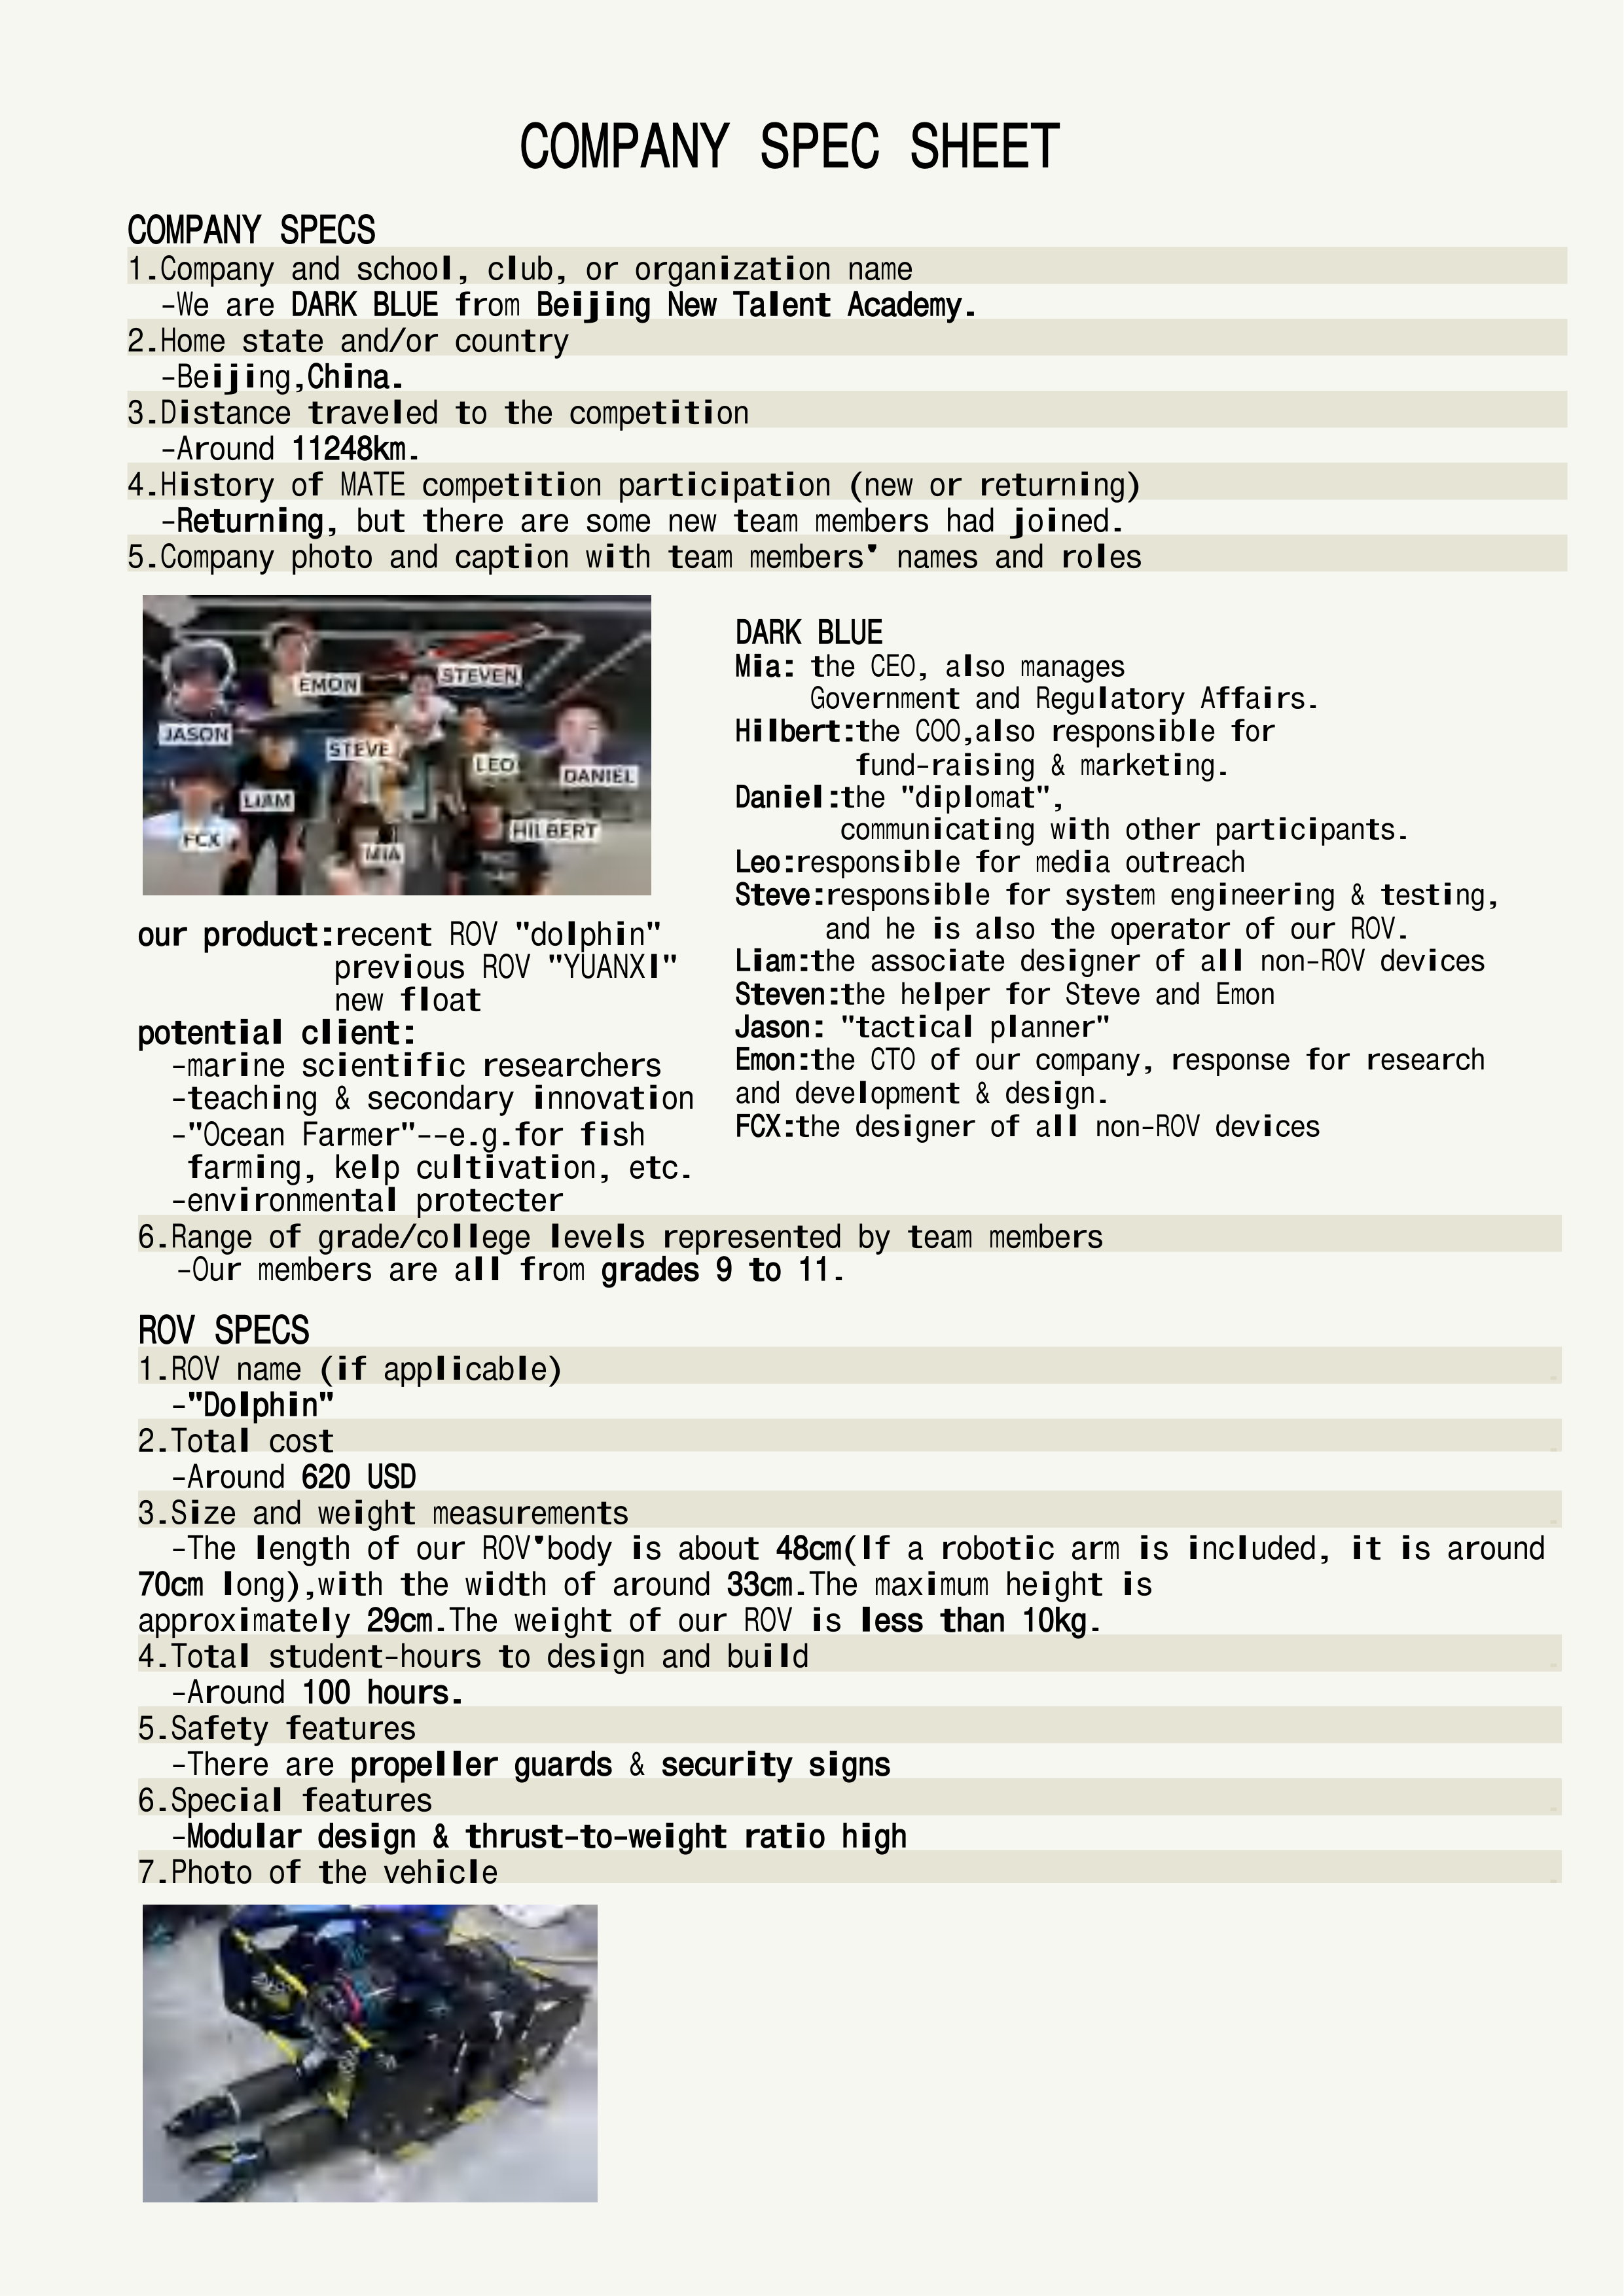 COMPANY SPEC SHEET
COMPANY SPECS
1.Company and school, club, or organization name
-We are DARK BLUE from Beijing New Talent Academy.
2.Home state and/or country
-Beijing,China.
3.Distance traveled to the competition
-Around 11248km.
4.History of MATE competition participation (new or returning)
-Returning, but there are some new team members had joined.
5.Company photo and caption with team members' names and roles
EMON
STEVEN
JASON
STEVE
LEO
DANIEL
LIAM
FCX
MIA
HILBERT
our product:recent ROV "dolphin"
previous ROV "YUANXI"
new float
potential client:
-marine scientific researchers
-teaching & secondary innovation
-"Ocean Farmer"--e.g.for fish
farming, kelp cultivation, etc.
-environmental protecter
DARK BLUE
Mia: the CEO, also manages
Government and Regulatory Affairs.
Hilbert:the COO,also responsible for
fund-raising & marketing.
Daniel:the "diplomat",
communicating with other participants.
Leo:responsible for media outreach
Steve:responsible for system engineering & testing,
and he is also the operator of our ROV.
Liam:the associate designer of all non-ROV devices
Steven:the helper for Steve and Emon
Jason: "tactical planner"
Emon:the CTO of our company, response for research
and development & design.
FCX:the designer of all non-ROV devices
6.Range of grade/college levels represented by team members
-Our members are all from grades 9 to 11.
ROV SPECS
1.ROV name (if applicable)
-"Dolphin"
2.Total cost
-Around 620 USD
3.Size and weight measurements
-The length of our ROV'body is about 48cm(If a robotic arm is included, it is around
70cm long),with the width of around 33cm.The maximum height is
approximately 29cm.The weight of our ROV is less than 10kg.
4.Total student-hours to design and build
-Around 100 hours.
5.Safety features
-There are propeller guards & security signs
6.Special features
-Modular design & thrust-to-weight ratio high
7.Photo of the vehicle